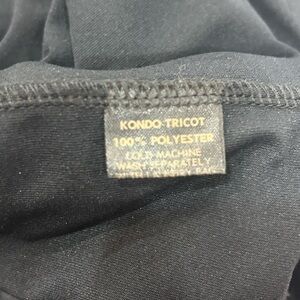 KONDO-TRICOT
100% POLYESTER
COLD MACHINE
WASH SEPARATELY